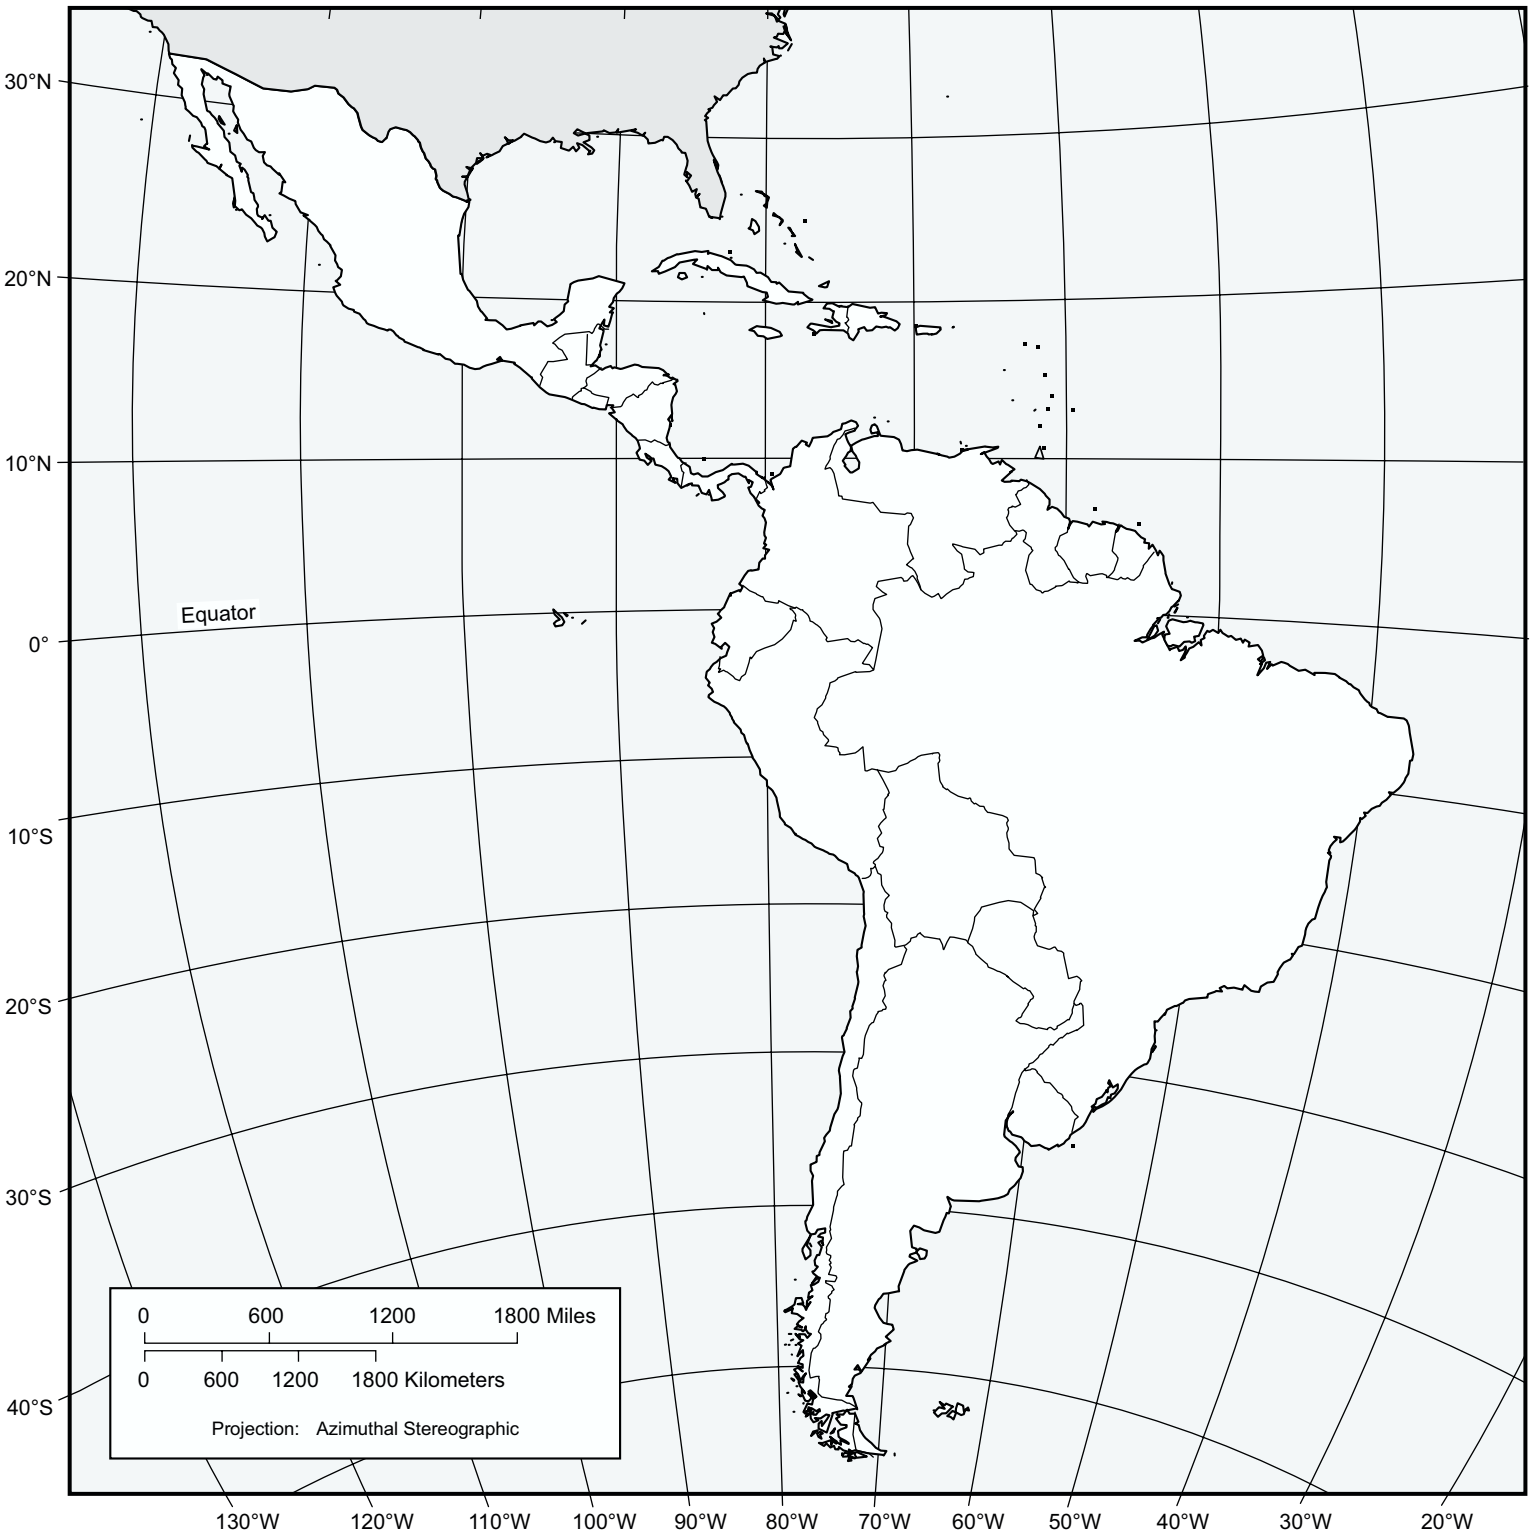 30°N
20°N
10°N
Equator
0°
10°S
20°S
30°S
40°S
0 600 1200 1800 Miles
0 600 1200 1800 Kilometers
Projection: Azimuthal Stereographic
130°W 120°W 110°W 100°W 90°W 80°W 70°W 60°W 50°W 40°W 30°W 20°W